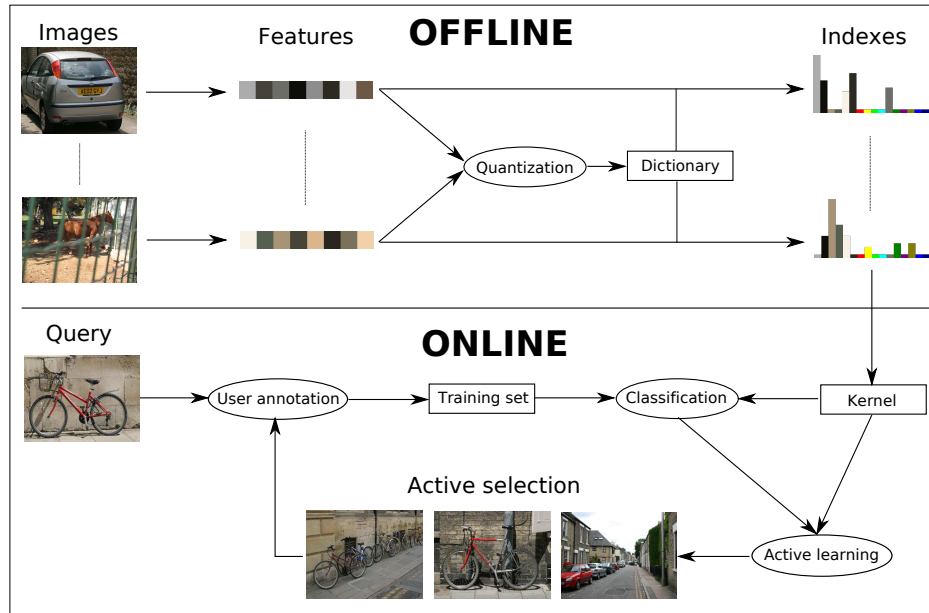 OFFLINE
Images
Features
Indexes
Quantization
Dictionary
Query
ONLINE
User annotation
Training set
Classification
Kernel
Active selection
Active learning